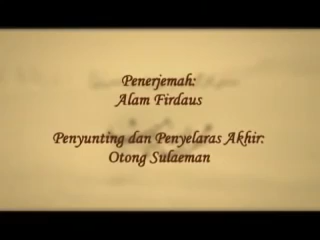 Penerjemah:
Alam Firdaus
Penyunting dan Penyelaras Akhir:
Otong Sulaeman